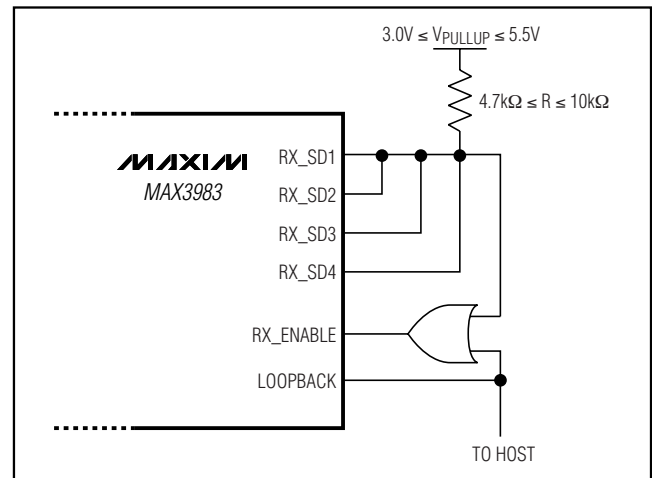 3.0V ≤ VPULLUP ≤ 5.5V
4.7kΩ ≤ R ≤ 10kΩ
MAXIM
MAX3983
RX_SD1
RX_SD2
RX_SD3
RX_SD4
RX_ENABLE
LOOPBACK
TO HOST